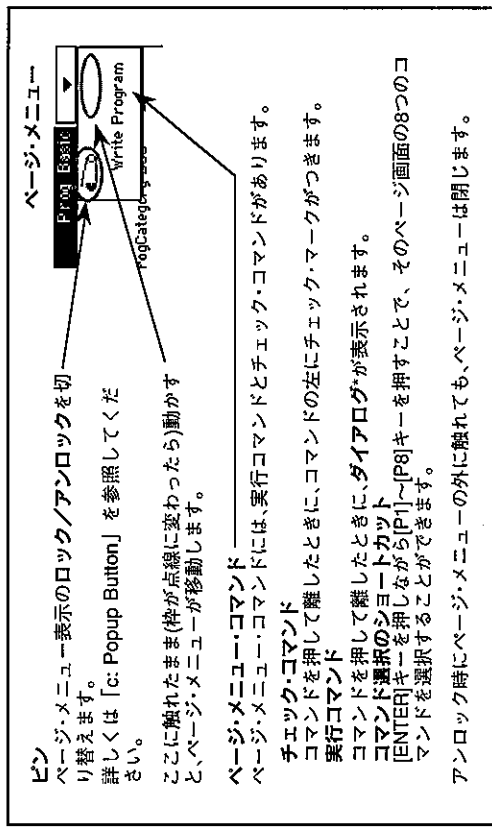 ページ・メニュー
Prog Basic
Write Program
ピン
ページ・メニュー表示のロック/アンロックを切
り替えます。
詳しくは「c: Popup Button」を参照してくだ
さい。
ここに触れたまま(枠が点線に変わったら)動かす
と、ページ・メニューが移動します。
ページ・メニュー・コマンド
ページ・メニュー・コマンドには、実行コマンドとチェック・コマンドがあります。
チェック・コマンド
コマンドを押して離したときに、コマンドの左にチェック・マークがつきます。
実行コマンド
コマンドを押して離したときに、ダイアログ*が表示されます。
コマンド選択のショートカット
[ENTER]キーを押しながら[P1]~[P8]キーを押すことで、そのページ画面の8つのコ
マンドを選択することができます。
アンロック時にページ・メニューの外に触れても、ページ・メニューは閉じます。